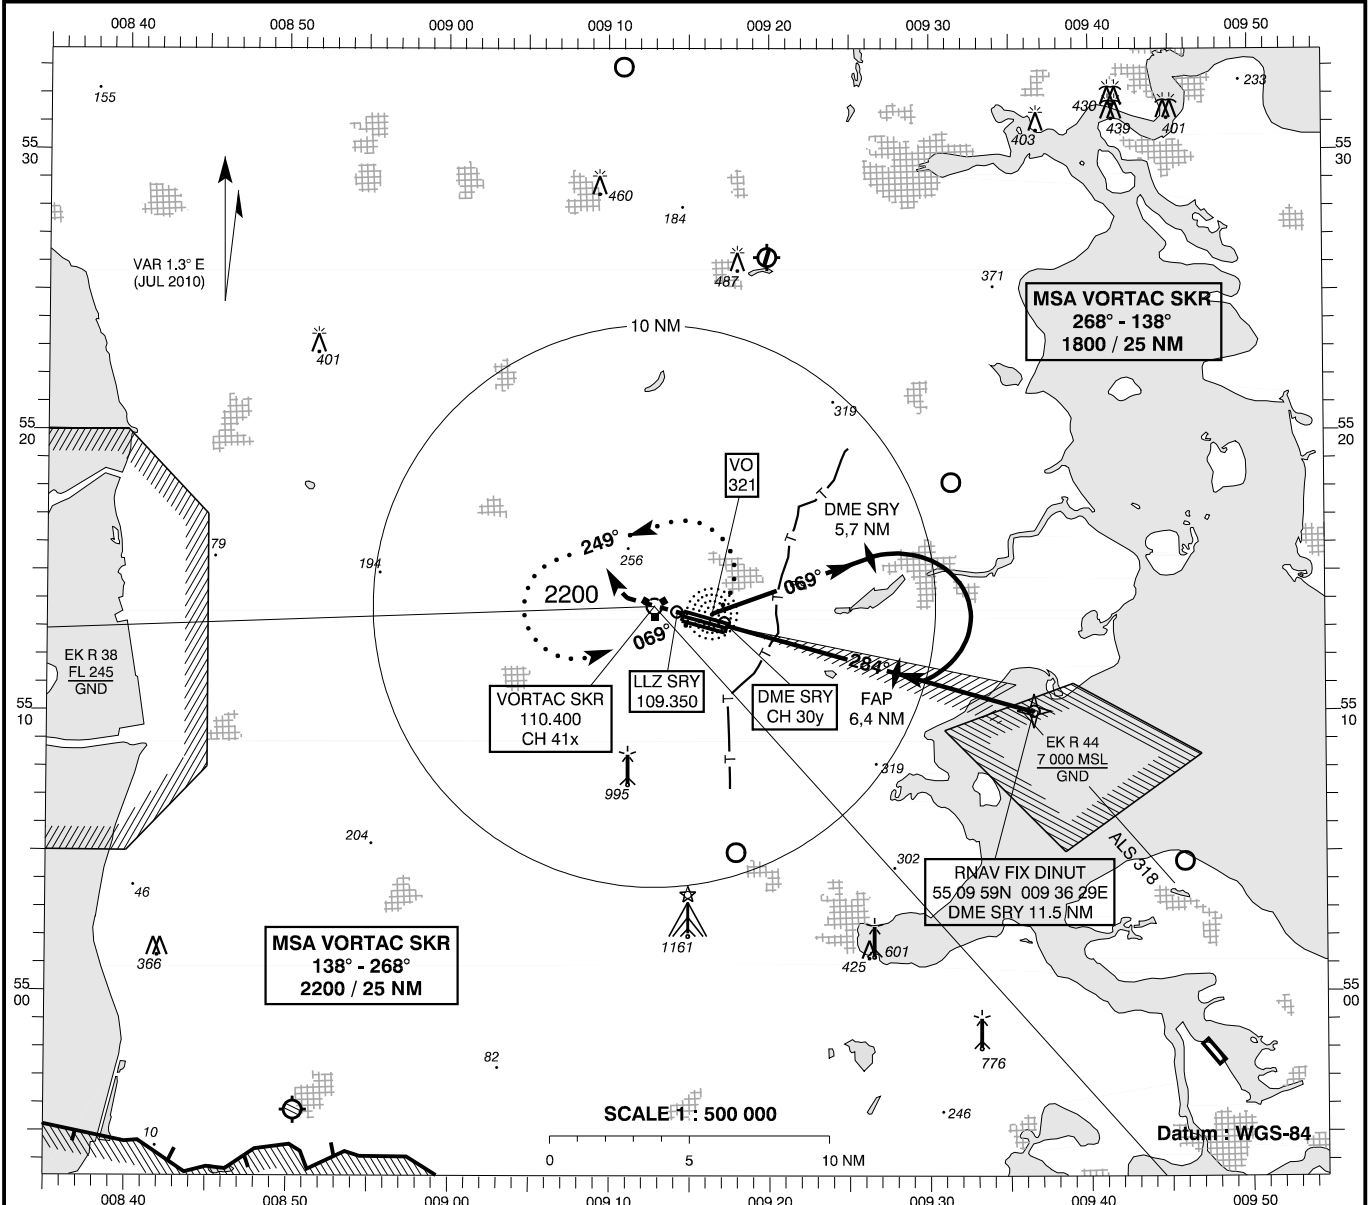 008 40
008 50
009 00
009 10
009 20
009 30
009 40
009 50
155
233
430
439
401
403
55
30
55
30
460
184
VAR 1.3° E
(JUL 2010)
487
371
MSA VORTAC SKR
268° - 138°
1800 / 25 NM
10 NM
401
319
55
20
55
20
VO
321
T
DME SRY
5,7 NM
249°
256
T
79
194
2200
069°
T
069°
T
284°
EK R 38
FL 245
GND
LLZ SRY
109.350
VORTAC SKR
110.400
CH 41x
T
DME SRY
CH 30y
FAP
6,4 NM
55
10
55
10
EK R 44
7 000 MSL
GND
T
995
319
204
ALS 318
302
46
RNAV FIX DINUT
55 09 59N 009 36 29E
DME SRY 11.5 NM
1161
366
MSA VORTAC SKR
138° - 268°
2200 / 25 NM
425
601
55
00
55
00
82
776
SCALE 1 : 500 000
246
10
Datum : WGS-84
0
5
10 NM
008 40
008 50
009 00
009 10
009 20
009 30
009 40
009 50